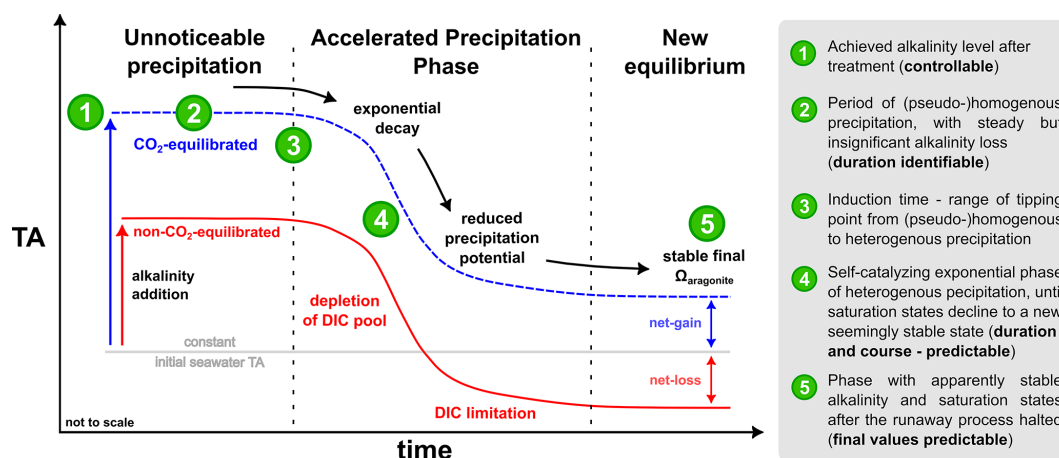 Unnoticeable
precipitation
Accelerated Precipitation
Phase
New
equilibrium
1
2
3
4
5
exponential
decay
CO2-equilibrated
reduced
precipitation
potential
stable final
Ωaragonite
non-CO2-equilibrated
TA
alkalinity
addition
depletion
of DIC pool
net-gain
constant
initial seawater TA
net-loss
DIC limitation
not to scale
time
1
Achieved alkalinity level after
treatment (controllable)
2
Period of (pseudo-)homogenous
precipitation, with steady but
insignificant alkalinity loss
(duration identifiable)
3
Induction time - range of tipping
point from (pseudo-)homogenous
to heterogenous precipitation
4
Self-catalyzing exponential phase
of heterogenous pecipitation, unti
saturation states decline to a new
seemingly stable state (duration
and course - predictable)
5
Phase with apparently stable
alkalinity and saturation states
after the runaway process halted
(final values predictable)